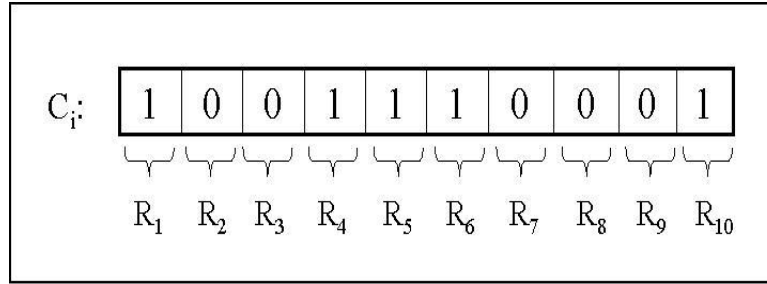 Cᵢ: 1 0 0 1 1 1 0 0 0 1
R₁ R₂ R₃ R₄ R₅ R₆ R₇ R₈ R₉ R₁₀